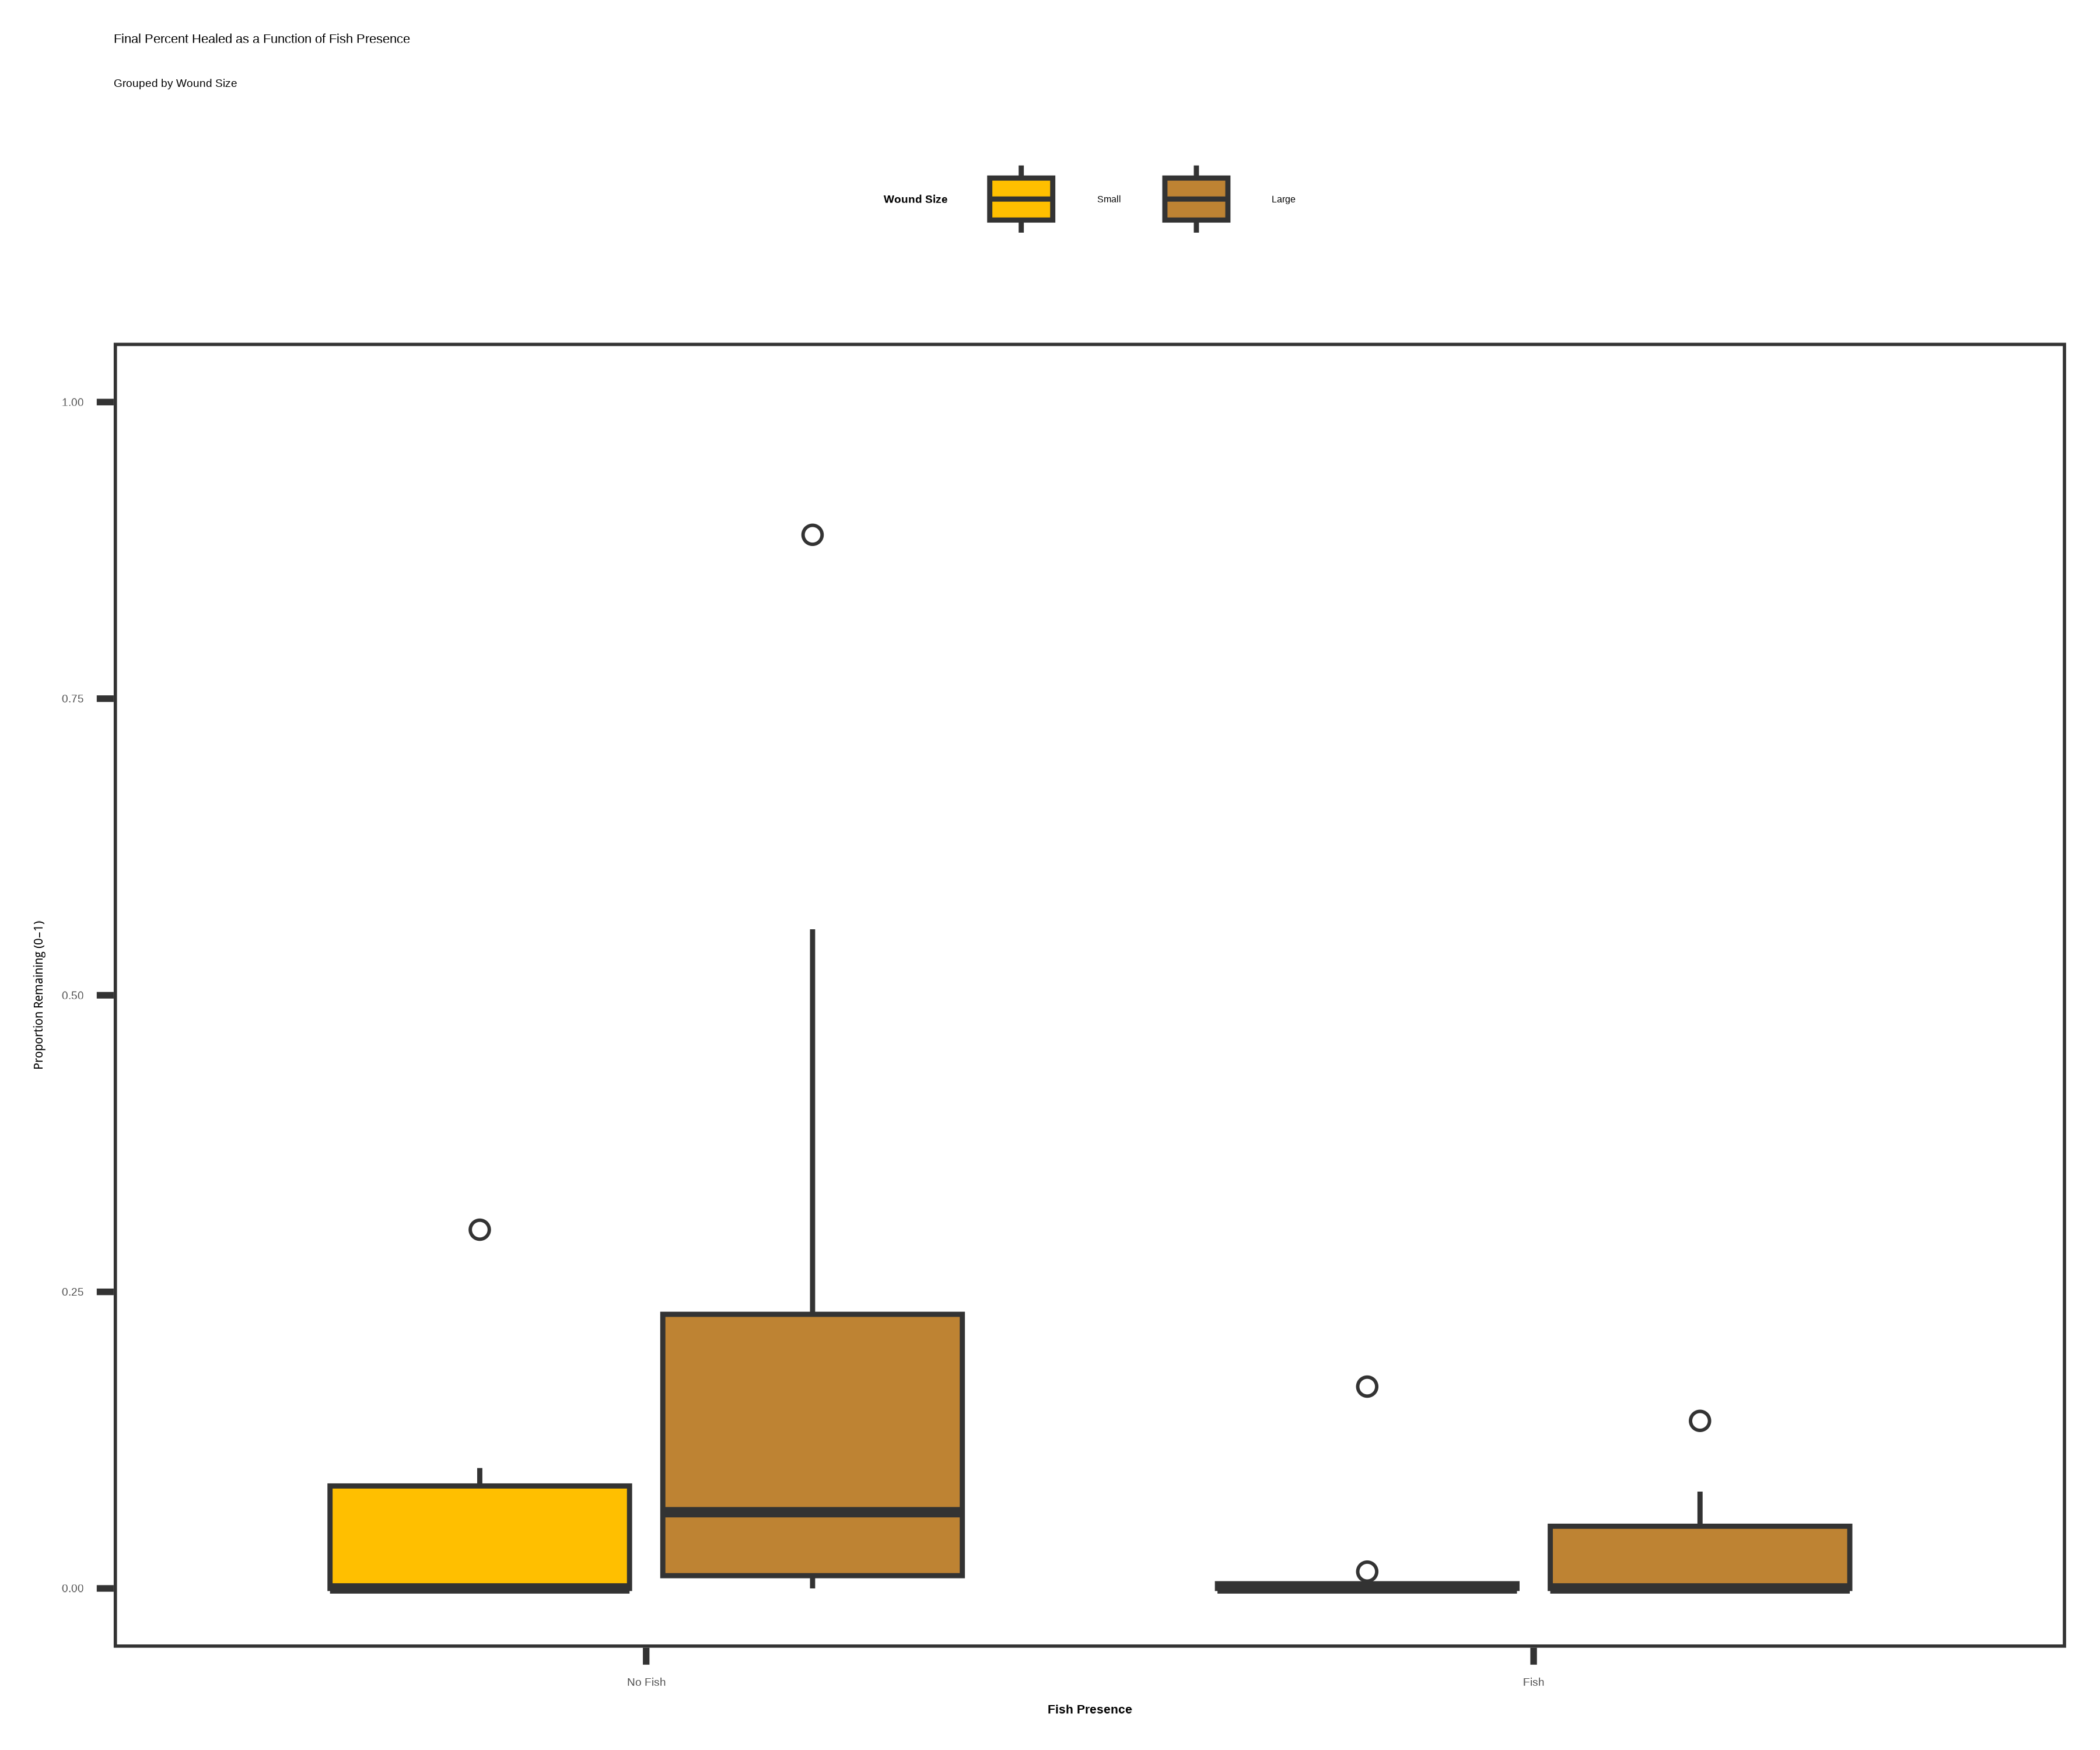 Final Percent Healed as a Function of Fish Presence
Grouped by Wound Size
Wound Size
Small
Large
Proportion Remaining (0−1)
1.00
0.75
0.50
0.25
0.00
No Fish
Fish
Fish Presence